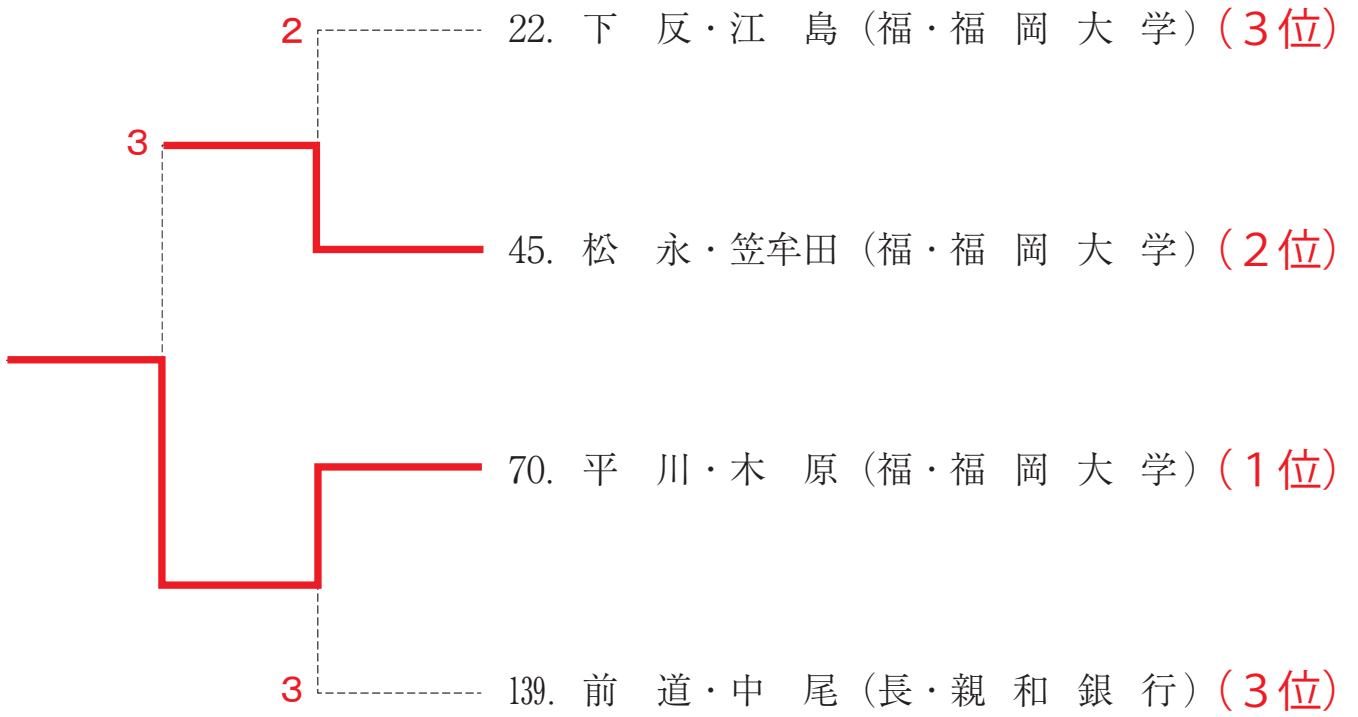 2 22. 下 反・江 島 (福・福 岡 大 学) (3位)
3
45. 松 永・笠牟田 (福・福 岡 大 学) (2位)
70. 平 川・木 原 (福・福 岡 大 学) (1位)
3 139. 前 道・中 尾 (長・親 和 銀 行) (3位)